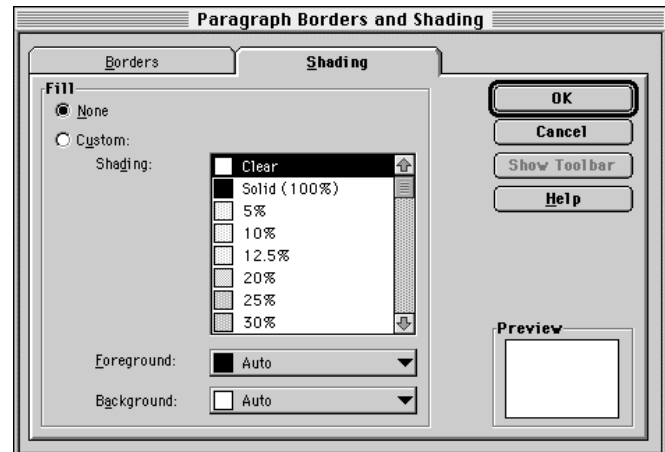 Paragraph Borders and Shading
Borders
Shading
Fill
None
Custom:
Shading:
Clear
Solid (100%)
5%
10%
12.5%
20%
25%
30%
Foreground:
Auto
Background:
Auto
OK
Cancel
Show Toolbar
Help
Preview